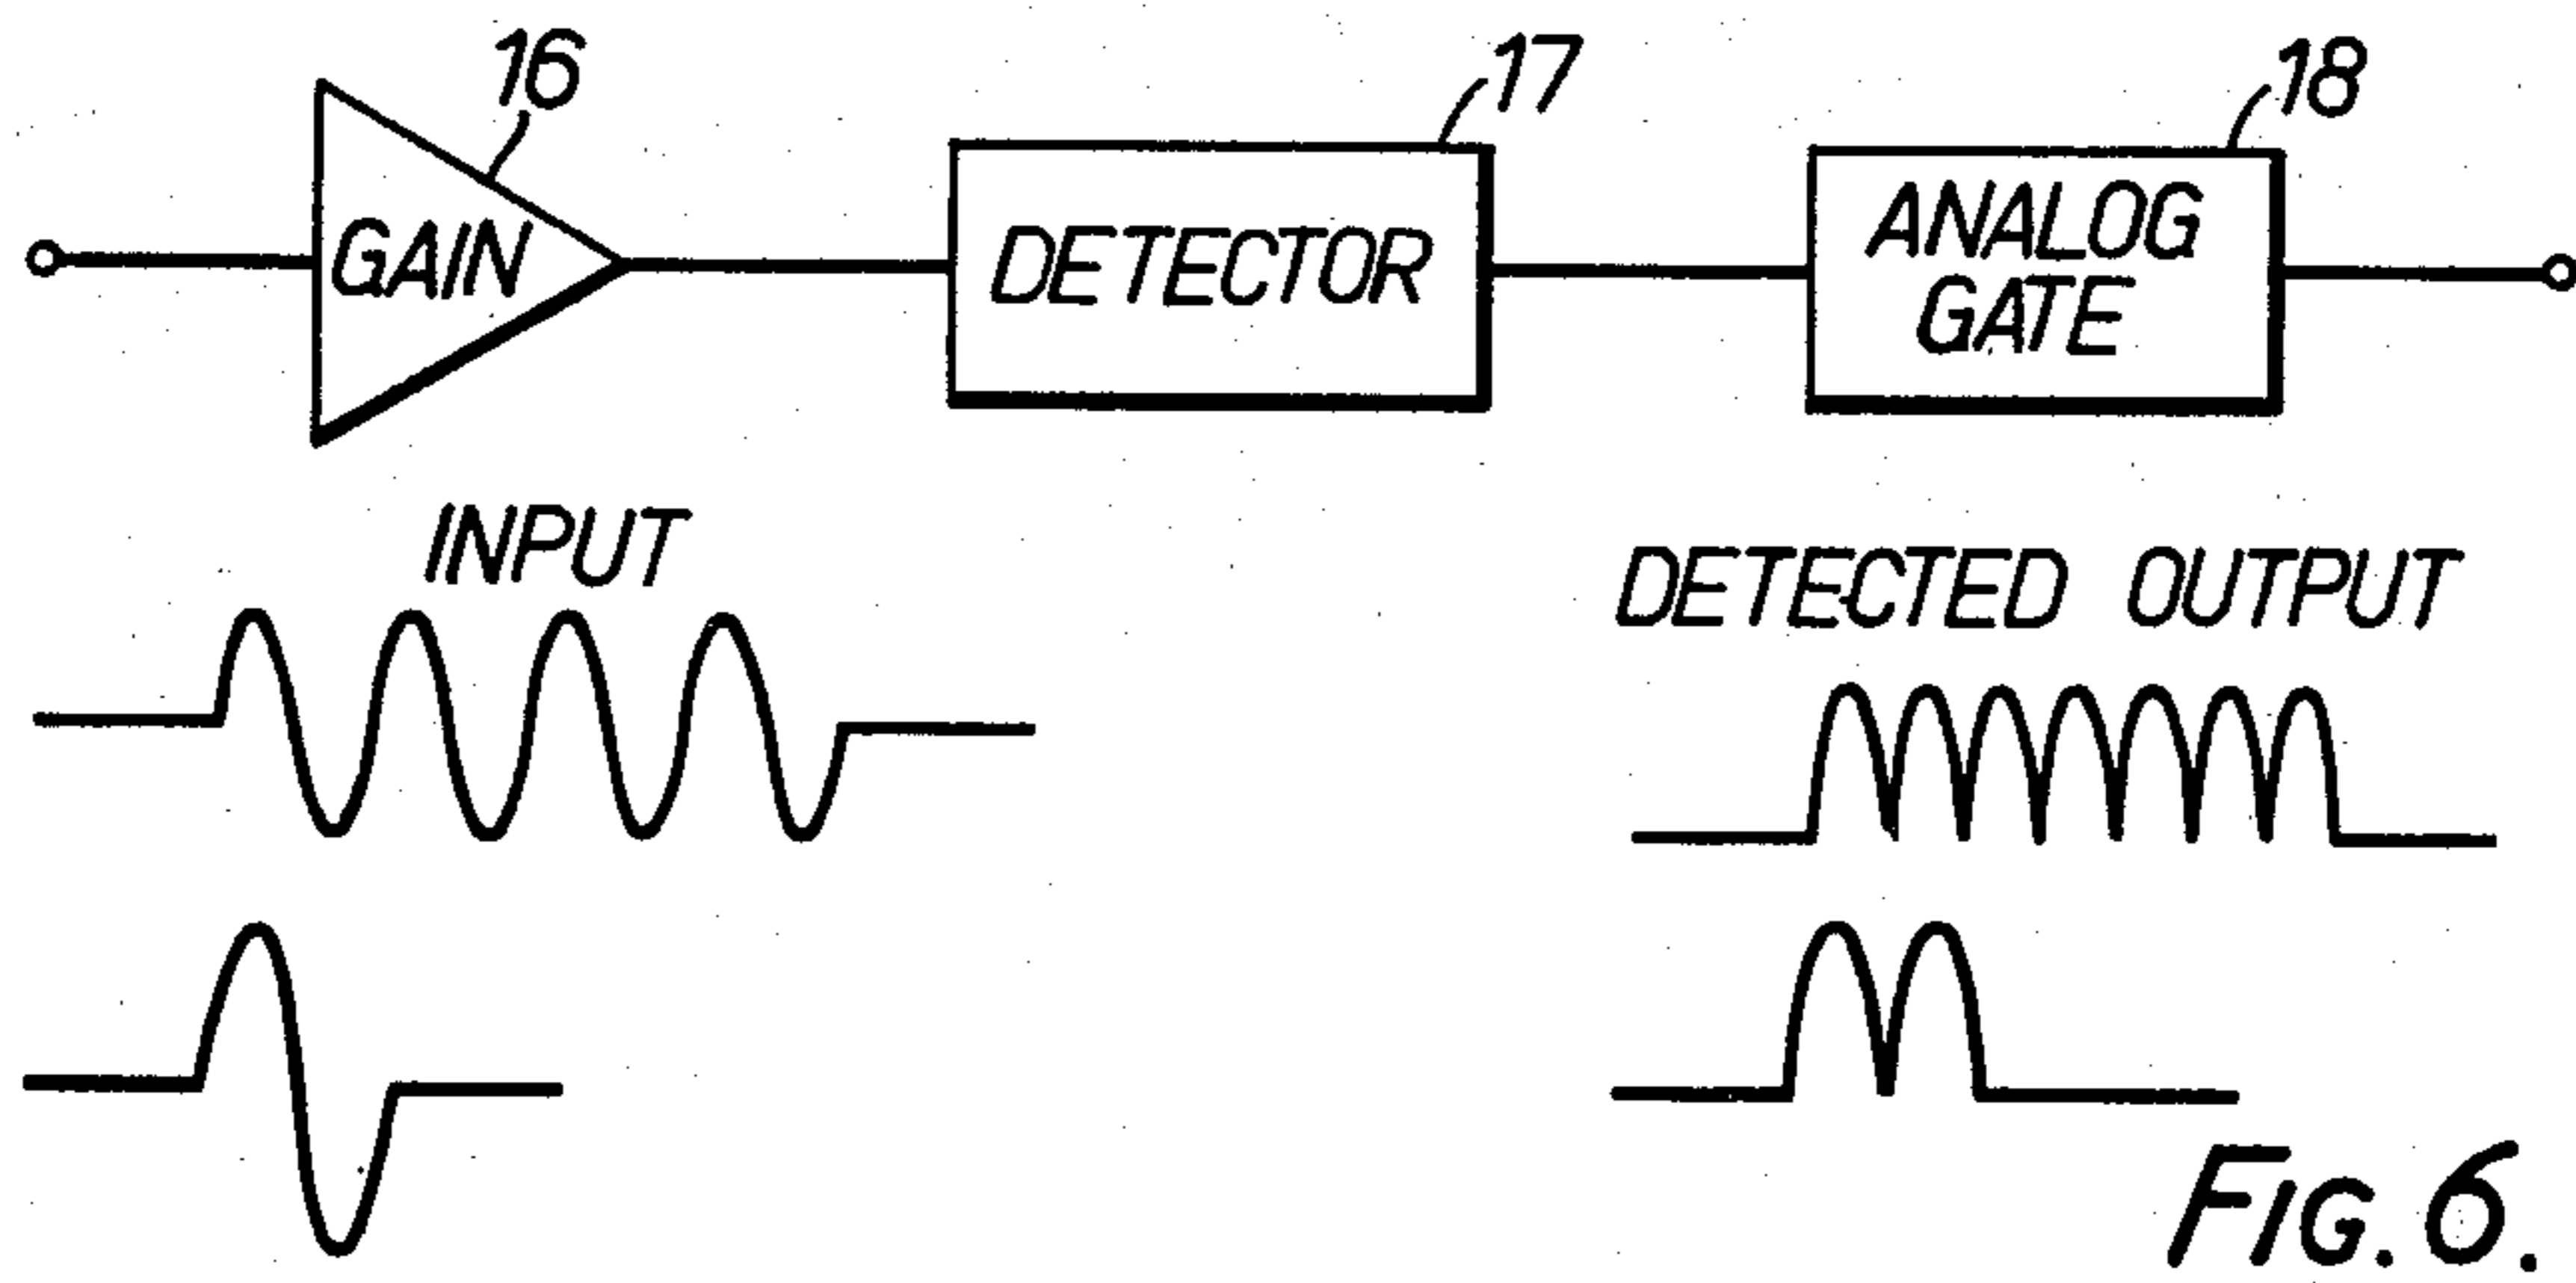 16
17
18
GAIN
DETECTOR
ANALOG
GATE
INPUT
DETECTED OUTPUT
FIG. 6.